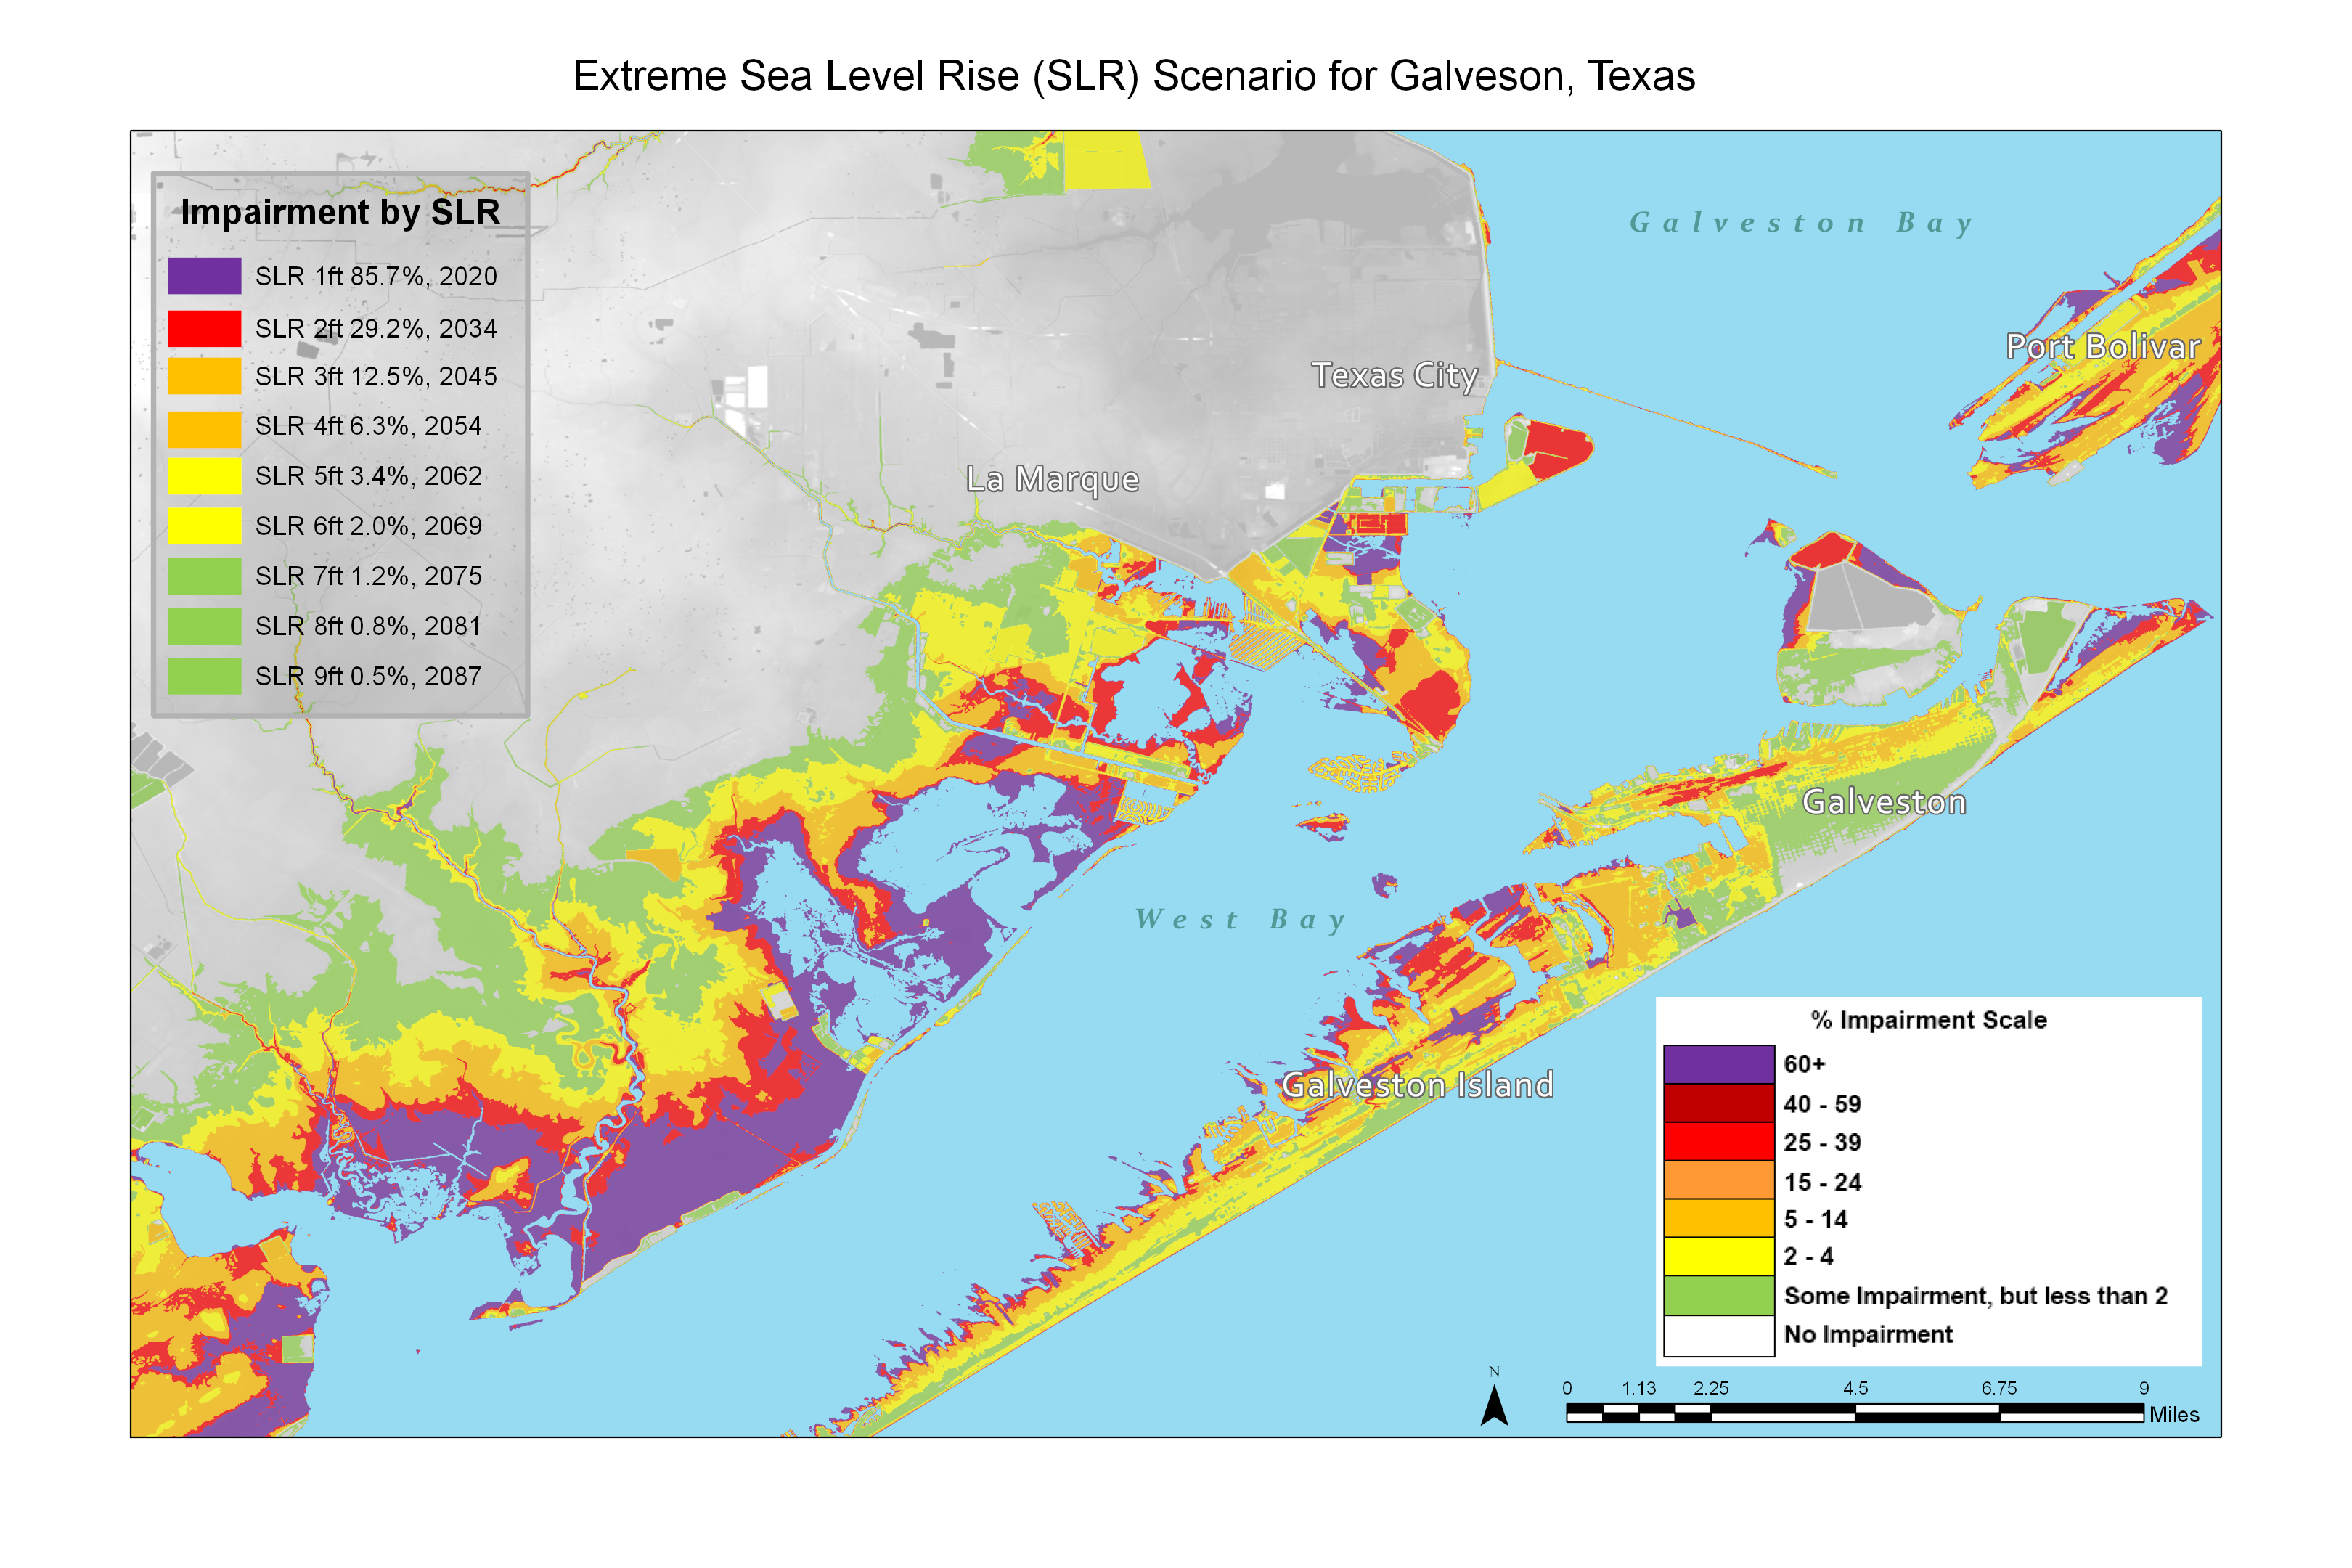 Extreme Sea Level Rise (SLR) Scenario for Galveson, Texas
Impairment by SLR
SLR 1ft 85.7%, 2020
SLR 2ft 29.2%, 2034
SLR 3ft 12.5%, 2045
SLR 4ft 6.3%, 2054
SLR 5ft 3.4%, 2062
SLR 6ft 2.0%, 2069
SLR 7ft 1.2%, 2075
SLR 8ft 0.8%, 2081
SLR 9ft 0.5%, 2087
Galveston Bay
Port Bolivar
Texas City
La Marque
Galveston
West Bay
Galveston Island
% Impairment Scale
60+
40 - 59
25 - 39
15 - 24
5 - 14
2 - 4
Some Impairment, but less than 2
No Impairment
N
0 1.13 2.25 4.5 6.75 9
Miles